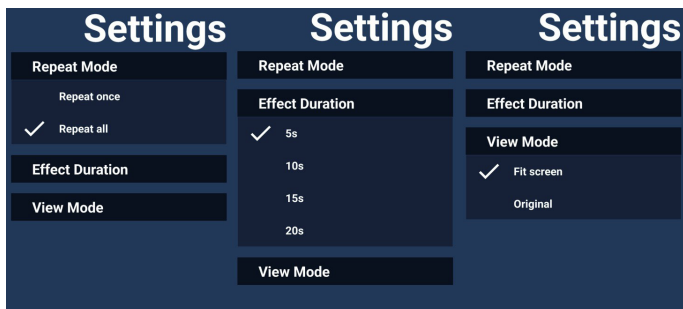 Settings
Repeat Mode
Repeat once
Repeat all
Effect Duration
View Mode
Settings
Repeat Mode
Effect Duration
5s
10s
15s
20s
View Mode
Settings
Repeat Mode
Effect Duration
View Mode
Fit screen
Original